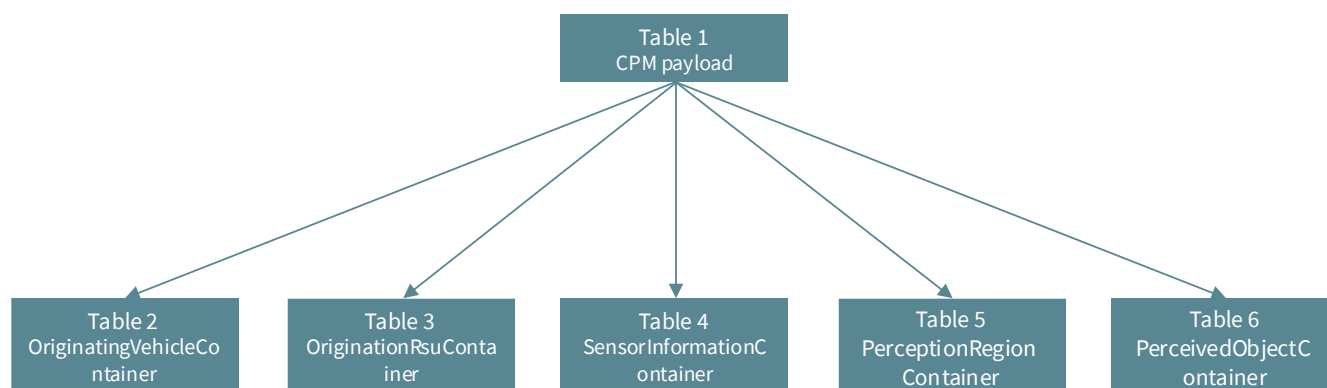 Table 1
CPM payload
Table 2
OriginatingVehicleCo
ntainer
Table 3
OriginationRsuConta
iner
Table 4
SensorInformationC
ontainer
Table 5
PerceptionRegion
Container
Table 6
PerceivedObjectC
ontainer